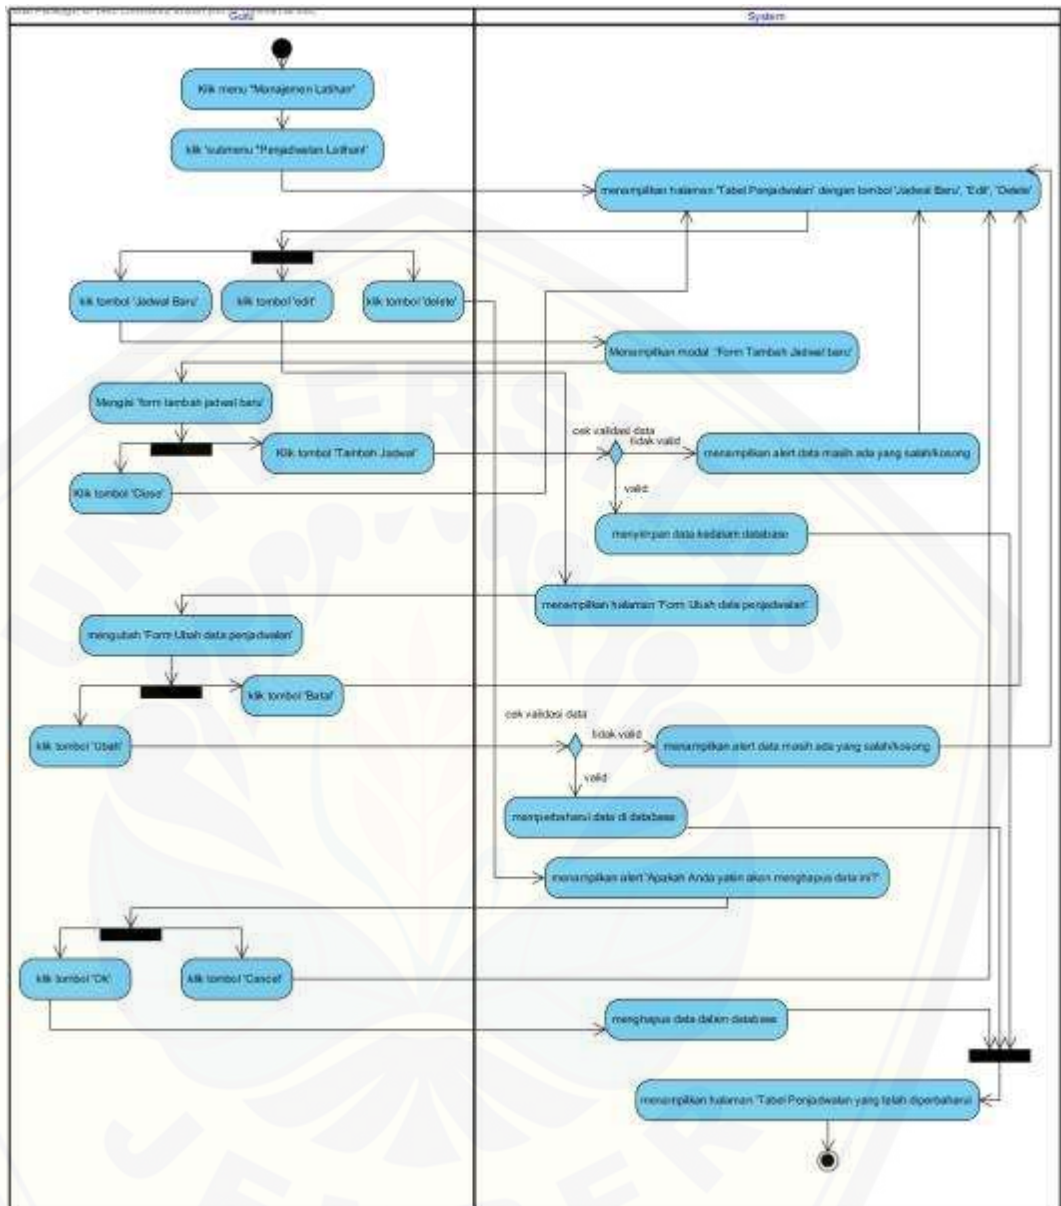 Guru
System
Klik menu "Manajemen Latihan"
klik 'submenu "Penjadwalan Latihan!'
menampilkan halaman 'Tabel Penjadwalan' dengan tombol 'Jadwal Baru', 'Edit', 'Delete'
klik tombol 'Jadwal Baru'
klik tombol 'edit'
klik tombol 'delete'
Menampilkan modal 'Form Tambah Jadwal baru'
Mengisi 'form tambah jadwal baru'
Klik tombol 'Tambah Jadwal'
cek validasi data
tidak valid
menampilkan alert data masih ada yang salah/kosong
Klik tombol 'Close'
valid
menyimpan data kedalam database
menampilkan halaman 'Form Ubah data penjadwalan'
mengubah 'Form Ubah data penjadwalan'
klik tombol 'Batal'
klik tombol 'Ubah'
cek validasi data
tidak valid
menampilkan alert data masih ada yang salah/kosong
valid
memperbaharui data di database
menampilkan alert 'Apakah Anda yakin akan menghapus data ini?'
klik tombol 'Ok'
klik tombol 'Cancel'
menghapus data dalam database
menampilkan halaman 'Tabel Penjadwalan yang telah diperbaharui
UNIVERSITAS
JEMBER